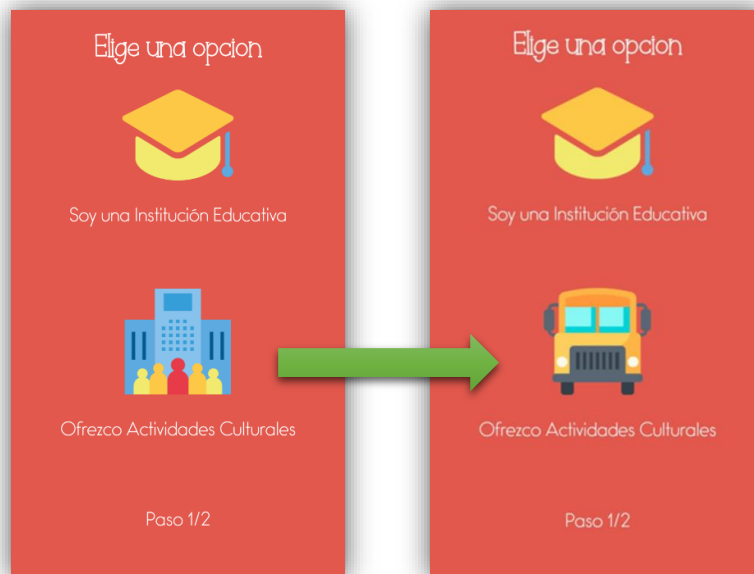 Elige una opcion
Soy una Institución Educativa
Ofrezco Actividades Culturales
Paso 1/2
Elige una opcion
Soy una Institución Educativa
Ofrezco Actividades Culturales
Paso 1/2